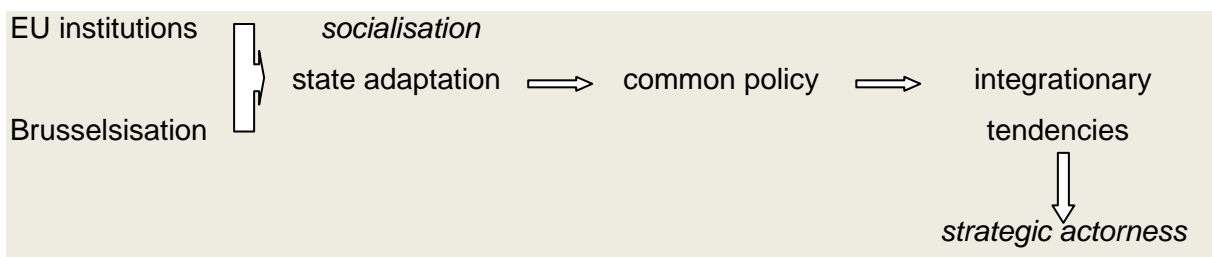 EU institutions
socialisation
state adaptation
common policy
integrationary
tendencies
Brusselsisation
strategic actorness